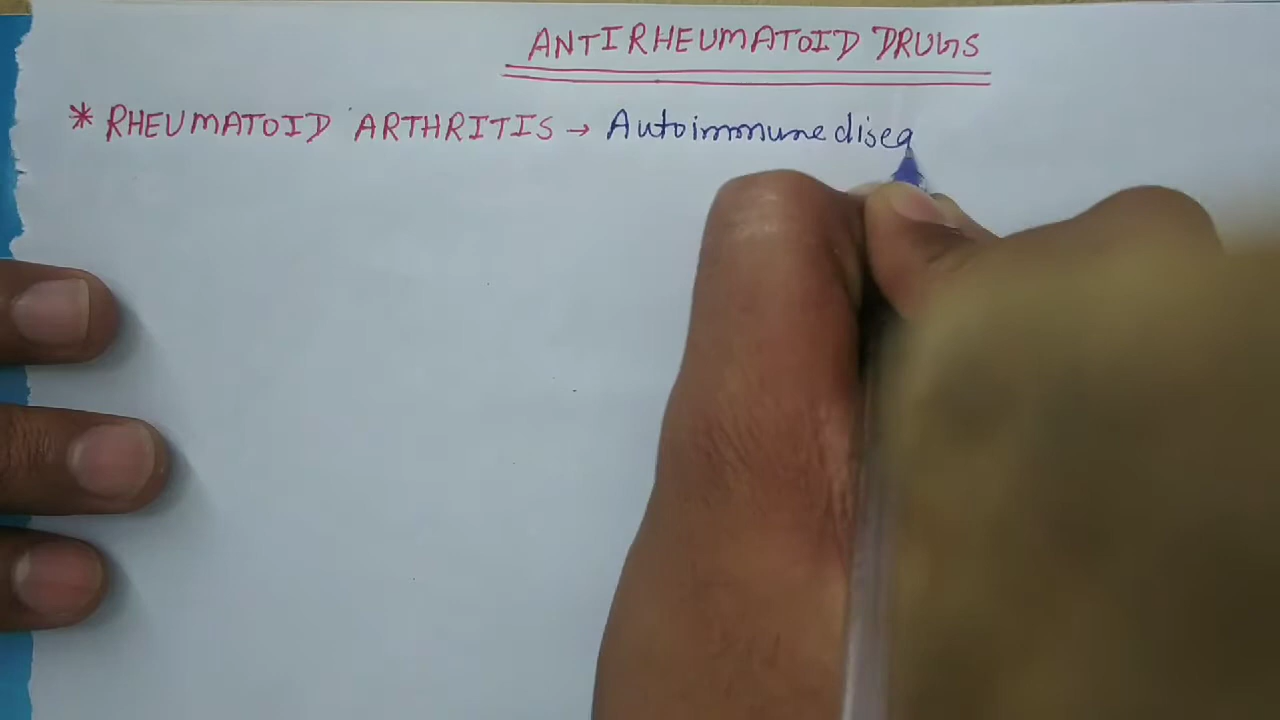 ANTIRHEUMATOID DRUGS
* RHEUMATOID ARTHRITIS → Autoimmune disea